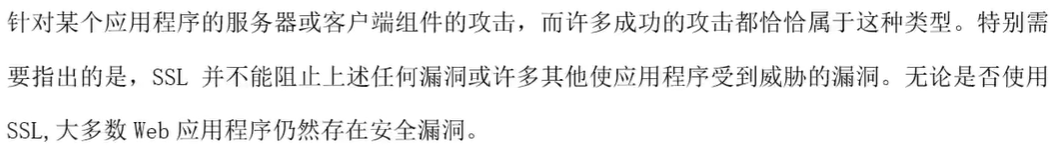 针对某个应用程序的服务器或客户端组件的攻击，而许多成功的攻击都恰恰属于这种类型。特别需
要指出的是，SSL 并不能阻止上述任何漏洞或许多其他使应用程序受到威胁的漏洞。无论是否使用
SSL,大多数 Web 应用程序仍然存在安全漏洞。